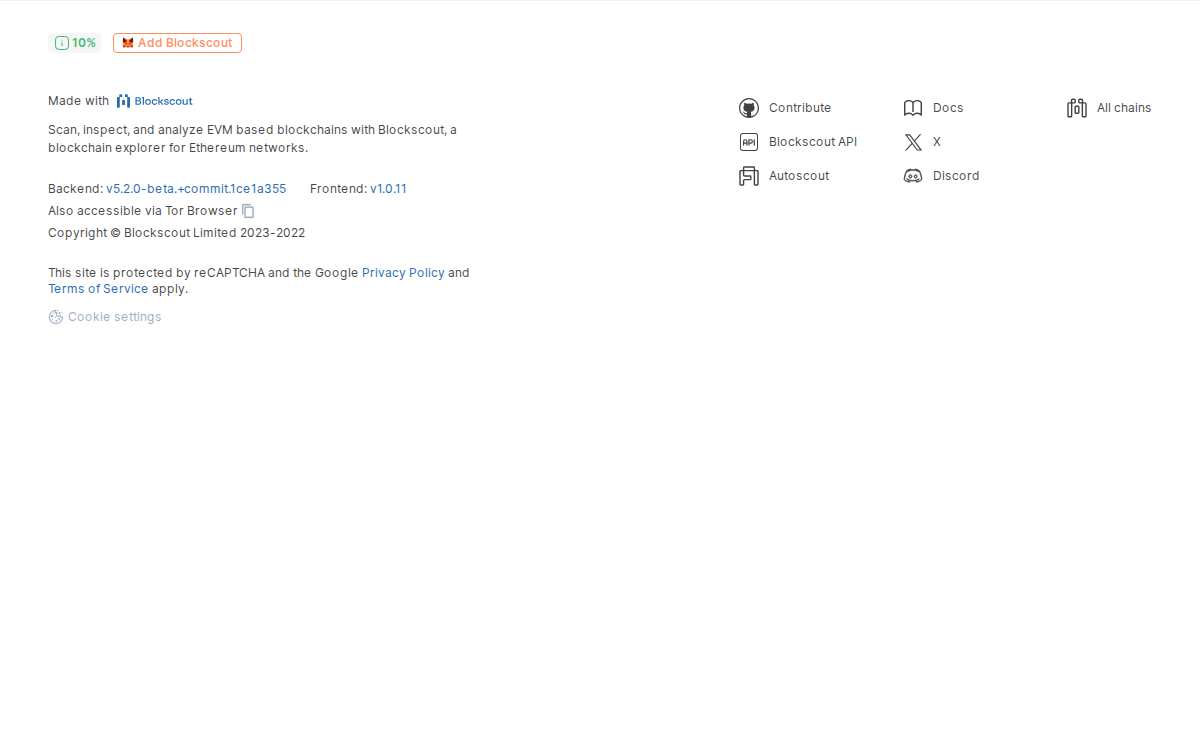 10%
Add Blockscout
Made with Blockscout
Scan, inspect, and analyze EVM based blockchains with Blockscout, a
blockchain explorer for Ethereum networks.
Backend: v5.2.0-beta.+commit.1ce1a355 Frontend: v1.0.11
Also accessible via Tor Browser
Copyright © Blockscout Limited 2023-2022
This site is protected by reCAPTCHA and the Google Privacy Policy and
Terms of Service apply.
Cookie settings
Contribute
API
Blockscout API
Autoscout
Docs
X
Discord
All chains